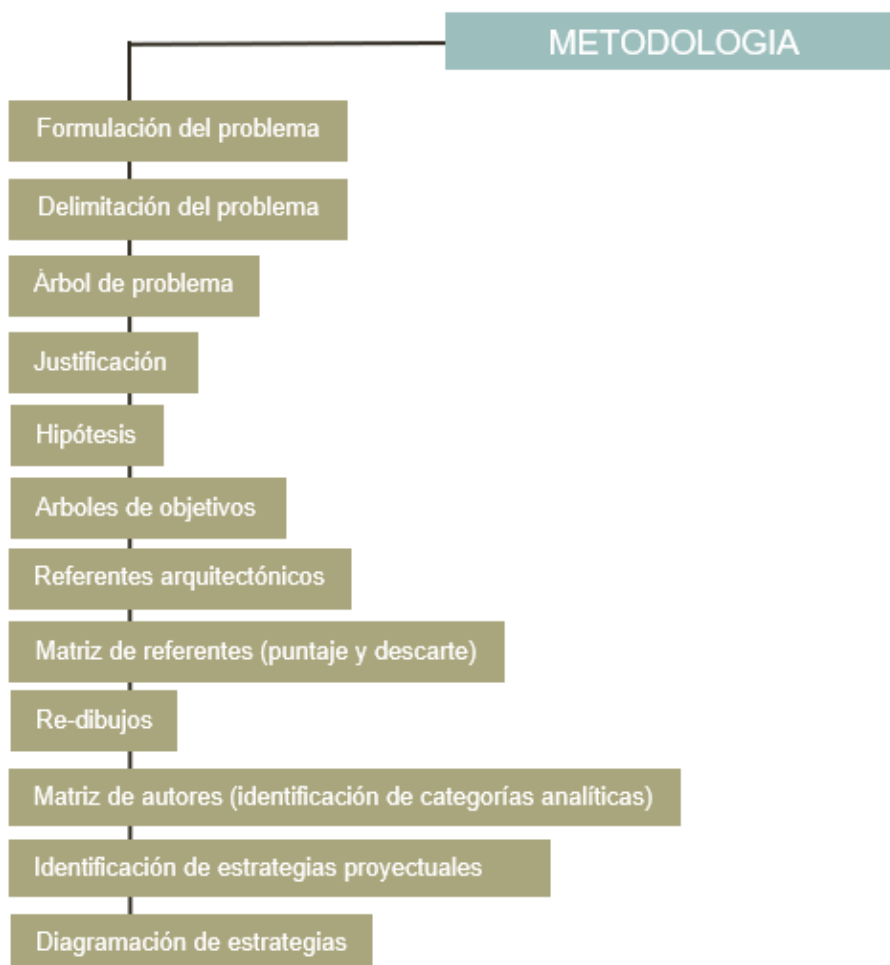 METODOLOGIA
Formulación del problema
Delimitación del problema
Árbol de problema
Justificación
Hipótesis
Arboles de objetivos
Referentes arquitectónicos
Matriz de referentes (puntaje y descarte)
Re-dibujos
Matriz de autores (identificación de categorías analíticas)
Identificación de estrategias proyectuales
Diagramación de estrategias